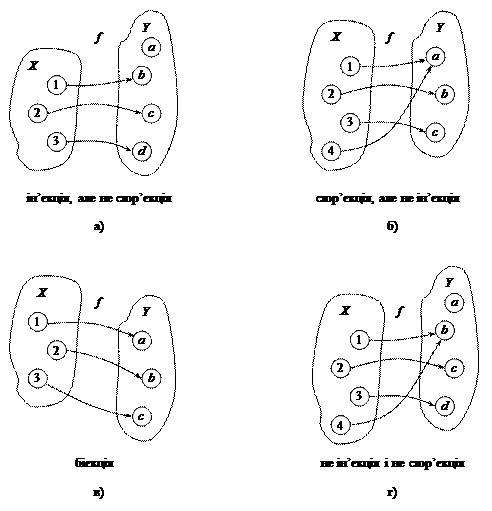 f
X
Y
1
2
3
a
b
c
d
ін’єкція, але не сюр’єкція
а)
f
X
Y
1
2
3
4
a
b
c
сюр’єкція, але не ін’єкція
б)
f
X
Y
1
2
3
a
b
c
бієкція
в)
f
X
Y
1
2
3
4
a
b
c
d
не ін’єкція і не сюр’єкція
г)